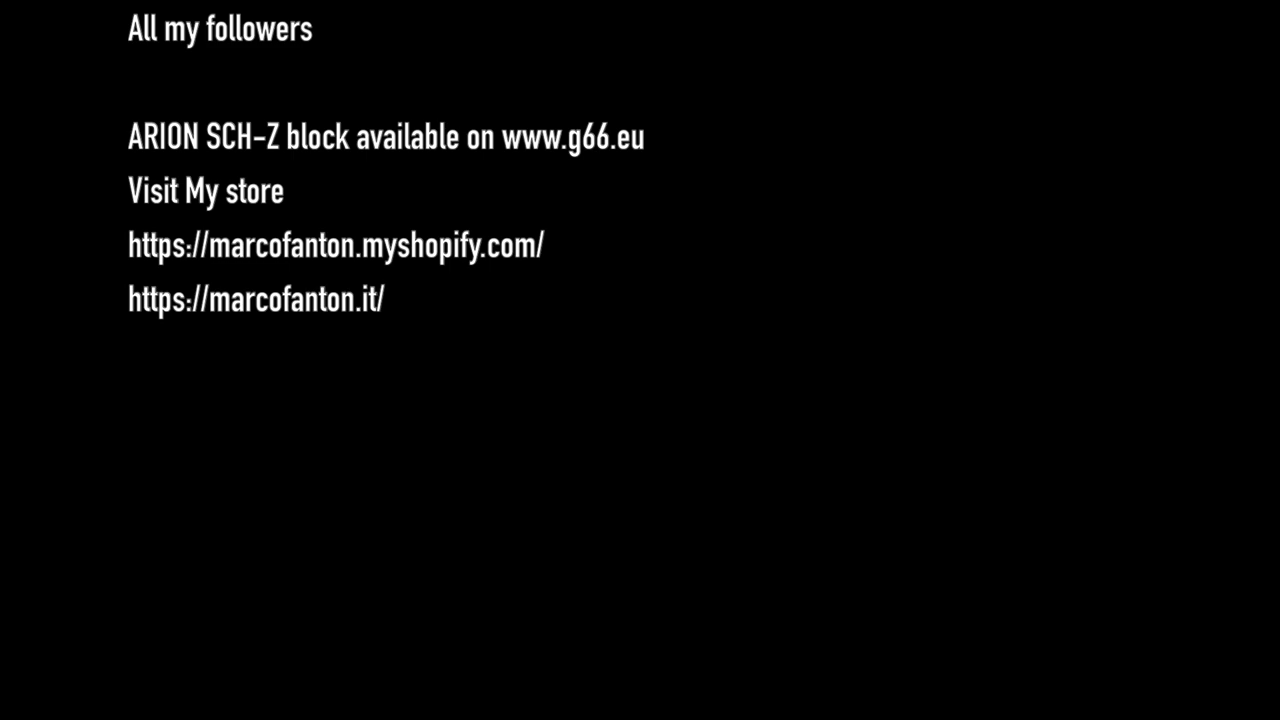 All my followers
ARION SCH-Z block available on www.g66.eu
Visit My store
https://marcofanton.myshopify.com/
https://marcofanton.it/